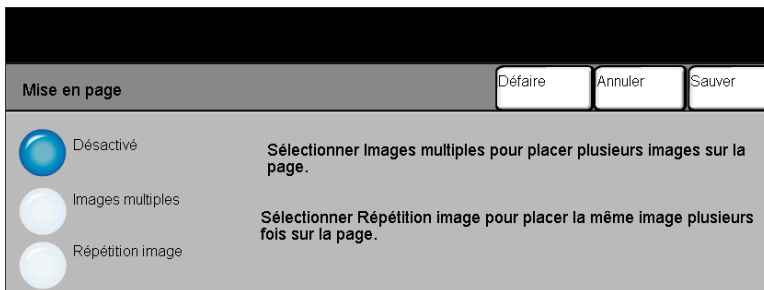 Mise en page
Défaire
Annuler
Sauver
Désactivé
Images multiples
Répétition image
Sélectionner Images multiples pour placer plusieurs images sur la
page.
Sélectionner Répétition image pour placer la même image plusieurs
fois sur la page.